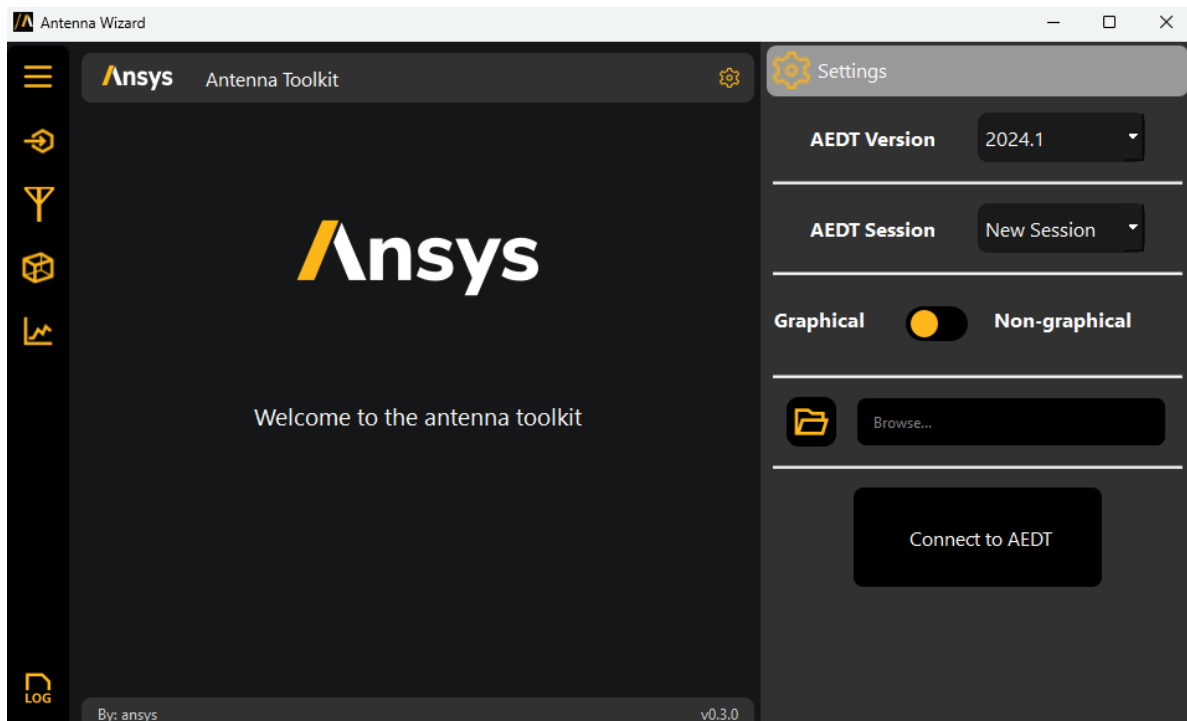 Antenna Wizard
Ansys Antenna Toolkit
Settings
AEDT Version 2024.1
AEDT Session New Session
Graphical Non-graphical
Browse...
Connect to AEDT
Ansys
Welcome to the antenna toolkit
LOG
By: ansys v0.3.0